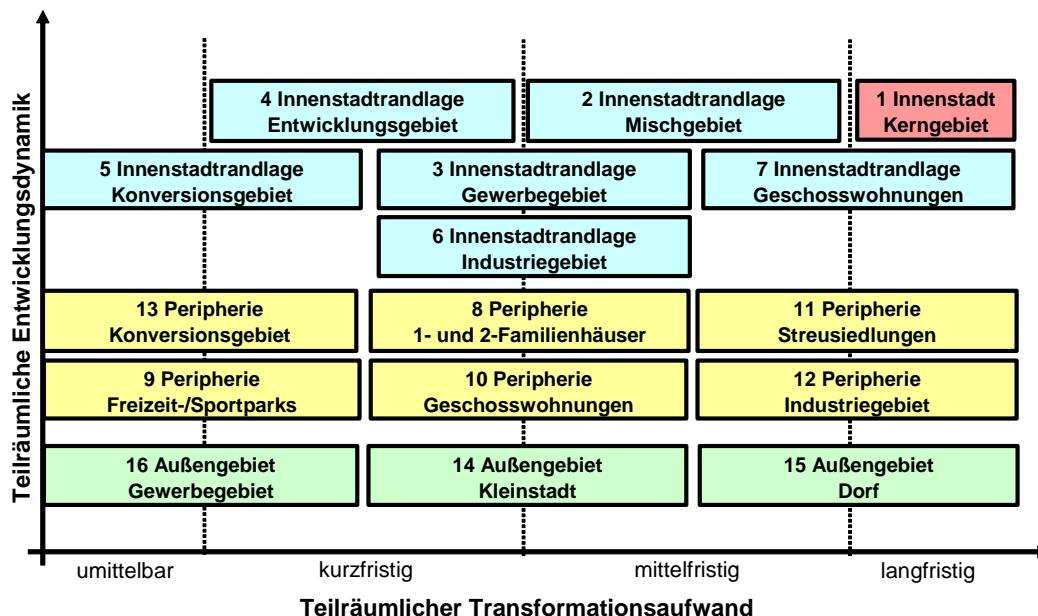 Teilräumliche Entwicklungsdynamik
4 Innenstadtrandlage
Entwicklungsgebiet
2 Innenstadtrandlage
Mischgebiet
1 Innenstadt
Kerngebiet
5 Innenstadtrandlage
Konversionsgebiet
3 Innenstadtrandlage
Gewerbegebiet
7 Innenstadtrandlage
Geschosswohnungen
6 Innenstadtrandlage
Industriegebiet
13 Peripherie
Konversionsgebiet
8 Peripherie
1- und 2-Familienhäuser
11 Peripherie
Streusiedlungen
9 Peripherie
Freizeit-/Sportparks
10 Peripherie
Geschosswohnungen
12 Peripherie
Industriegebiet
16 Außengebiet
Gewerbegebiet
14 Außengebiet
Kleinstadt
15 Außengebiet
Dorf
umittelbar
kurzfristig
mittelfristig
langfristig
Teilräumlicher Transformationsaufwand